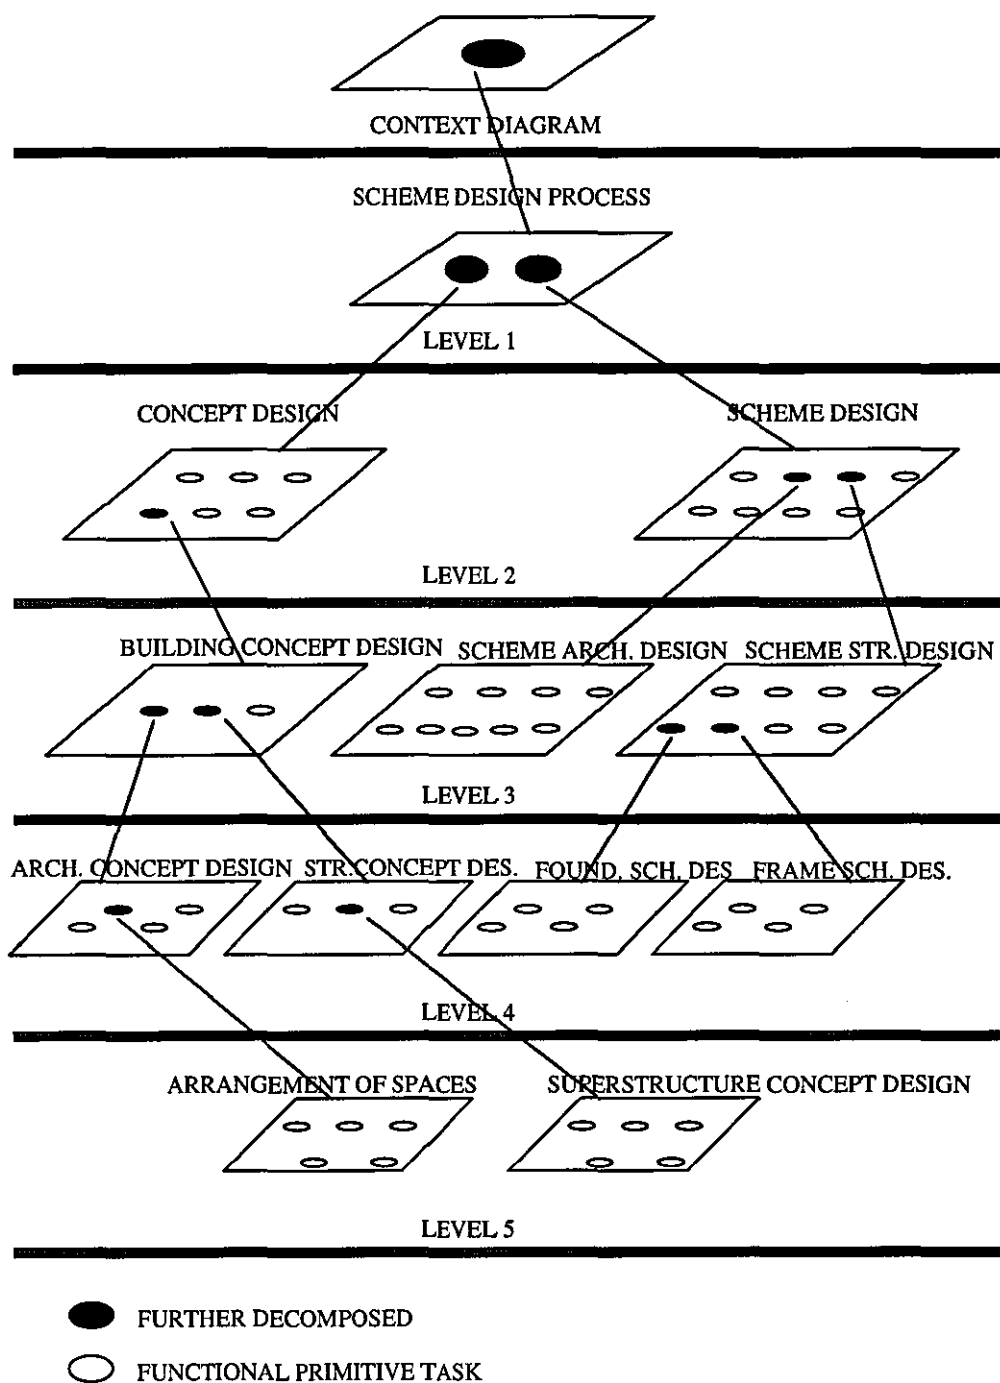 CONTEXT DIAGRAM
SCHEME DESIGN PROCESS
LEVEL 1
CONCEPT DESIGN
SCHEME DESIGN
LEVEL 2
BUILDING CONCEPT DESIGN
SCHEME ARCH. DESIGN
SCHEME STR. DESIGN
LEVEL 3
ARCH. CONCEPT DESIGN
STR.CONCEPT DES.
FOUND. SCH. DES
FRAME SCH. DES.
LEVEL 4
ARRANGEMENT OF SPACES
SUPERSTRUCTURE CONCEPT DESIGN
LEVEL 5
FURTHER DECOMPOSED
FUNCTIONAL PRIMITIVE TASK